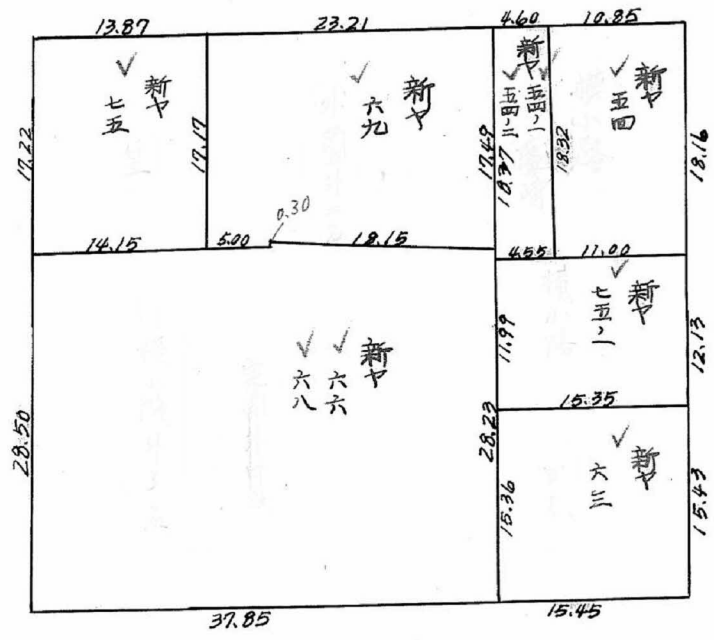 13.87
23.21
4.60
10.85
17.22
新ヤ
七五
17.17
新ヤ
六九
17.49
新ヤ
五四ノ一
五四ノ二
18.37
18.32
新ヤ
五四
18.16
14.15
5.00
0.30
18.15
4.55
11.00
新ヤ
七五ノ一
11.99
12.13
15.35
新ヤ
六六
六八
28.50
28.23
新ヤ
六三
15.36
15.43
37.85
15.45